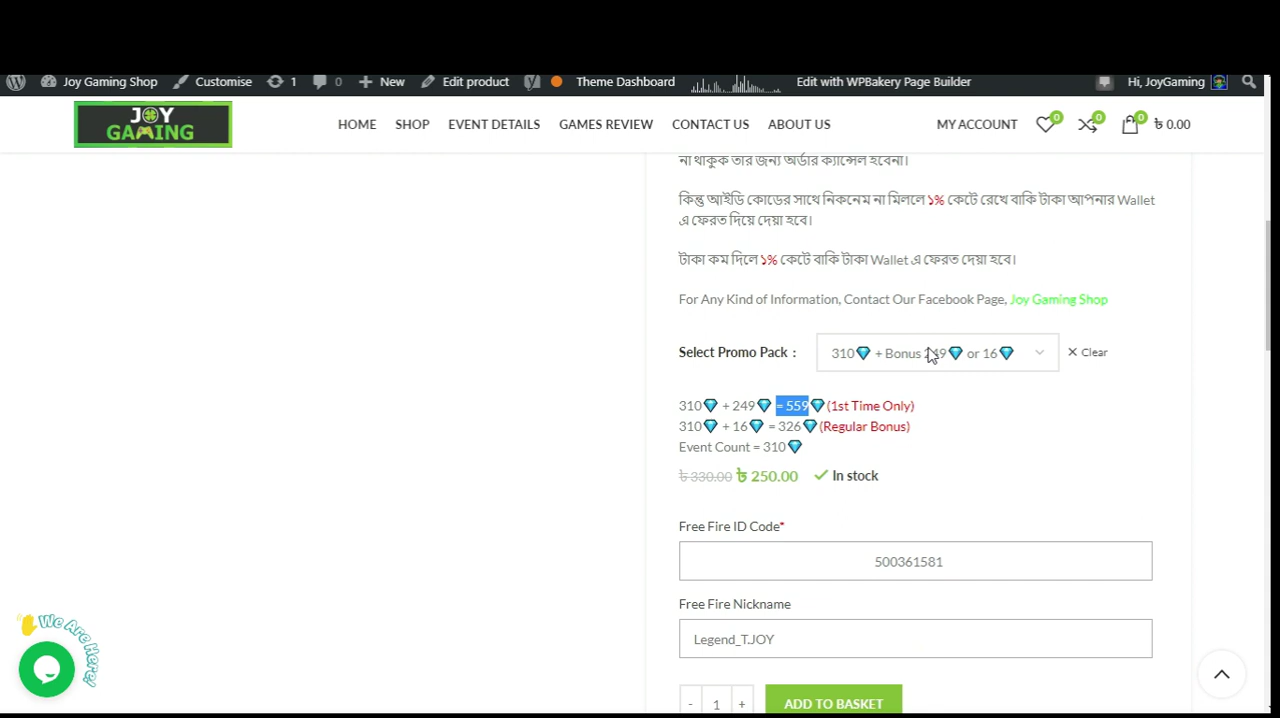 Joy Gaming Shop Customise 1 0 New Edit product Theme Dashboard Edit with WPBakery Page Builder Hi, JoyGaming
JOY GAMING
HOME SHOP EVENT DETAILS GAMES REVIEW CONTACT US ABOUT US MY ACCOUNT 0 0 0 ৳ 0.00
না থাকুক তার জন্য অর্ডার ক্যান্সেল হবেনা।
কিন্তু আইডি কোডের সাথে নিকনেম না মিললে ১% কেটে রেখে বাকি টাকা আপনার Wallet
এ ফেরত দিয়ে দেয়া হবে।
টাকা কম দিলে ১% কেটে বাকি টাকা Wallet এ ফেরত দেয়া হবে।
For Any Kind of Information, Contact Our Facebook Page, Joy Gaming Shop
Select Promo Pack : 310💎 + Bonus 249💎 or 16💎 × Clear
310💎 + 249💎 = 559💎 (1st Time Only)
310💎 + 16💎 = 326💎 (Regular Bonus)
Event Count = 310💎
৳ 330.00 ৳ 250.00 In stock
Free Fire ID Code*
500361581
Free Fire Nickname
Legend_T.JOY
We Are Here!
- 1 + ADD TO BASKET